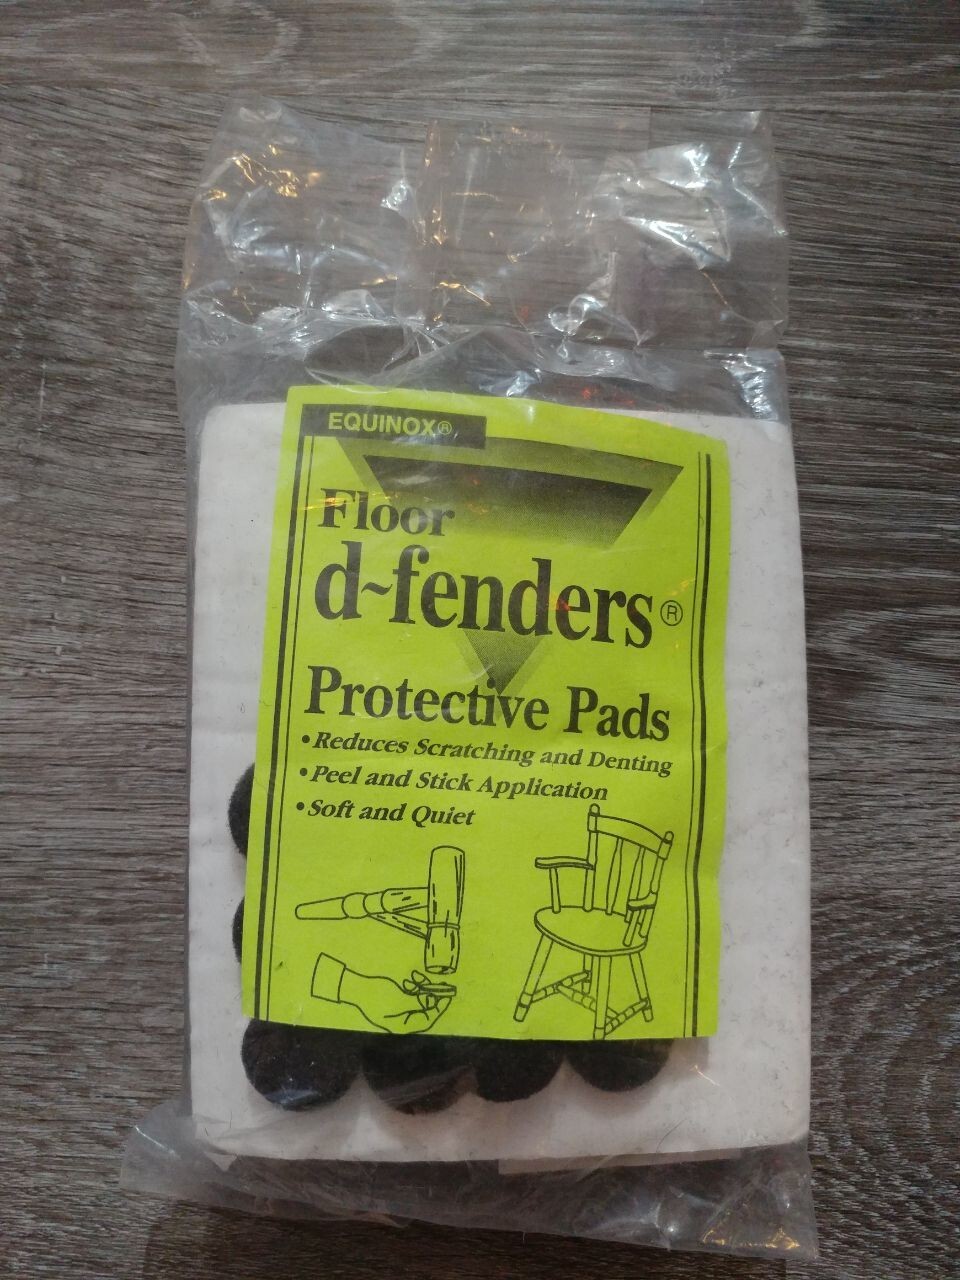 EQUINOX®
Floor
d-fenders®
Protective Pads
•Reduces Scratching and Denting
•Peel and Stick Application
•Soft and Quiet